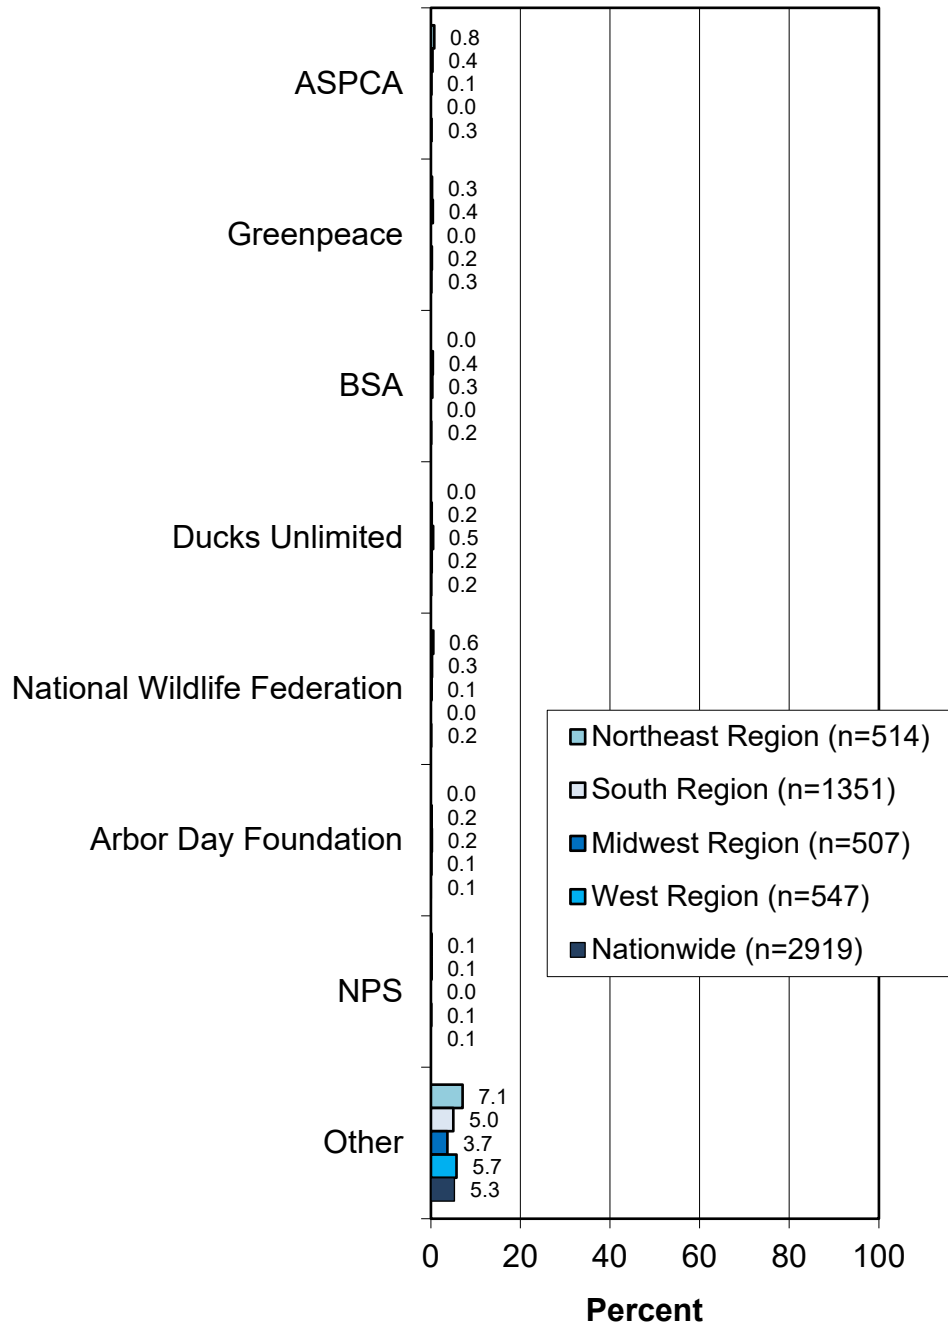 ASPCA
0.8
0.4
0.1
0.0
0.3
Greenpeace
0.3
0.4
0.0
0.2
0.3
BSA
0.0
0.4
0.3
0.0
0.2
Ducks Unlimited
0.0
0.2
0.5
0.2
0.2
National Wildlife Federation
0.6
0.3
0.1
0.0
0.2
Arbor Day Foundation
0.0
0.2
0.2
0.1
0.1
NPS
0.1
0.1
0.0
0.1
0.1
Other
7.1
5.0
3.7
5.7
5.3
Northeast Region (n=514)
South Region (n=1351)
Midwest Region (n=507)
West Region (n=547)
Nationwide (n=2919)
0 20 40 60 80 100
Percent